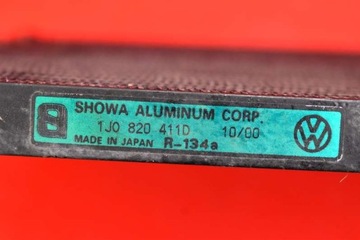 SHOWA ALUMINUM CORP.
1J0 820 411D 10/00
MADE IN JAPAN R-134a